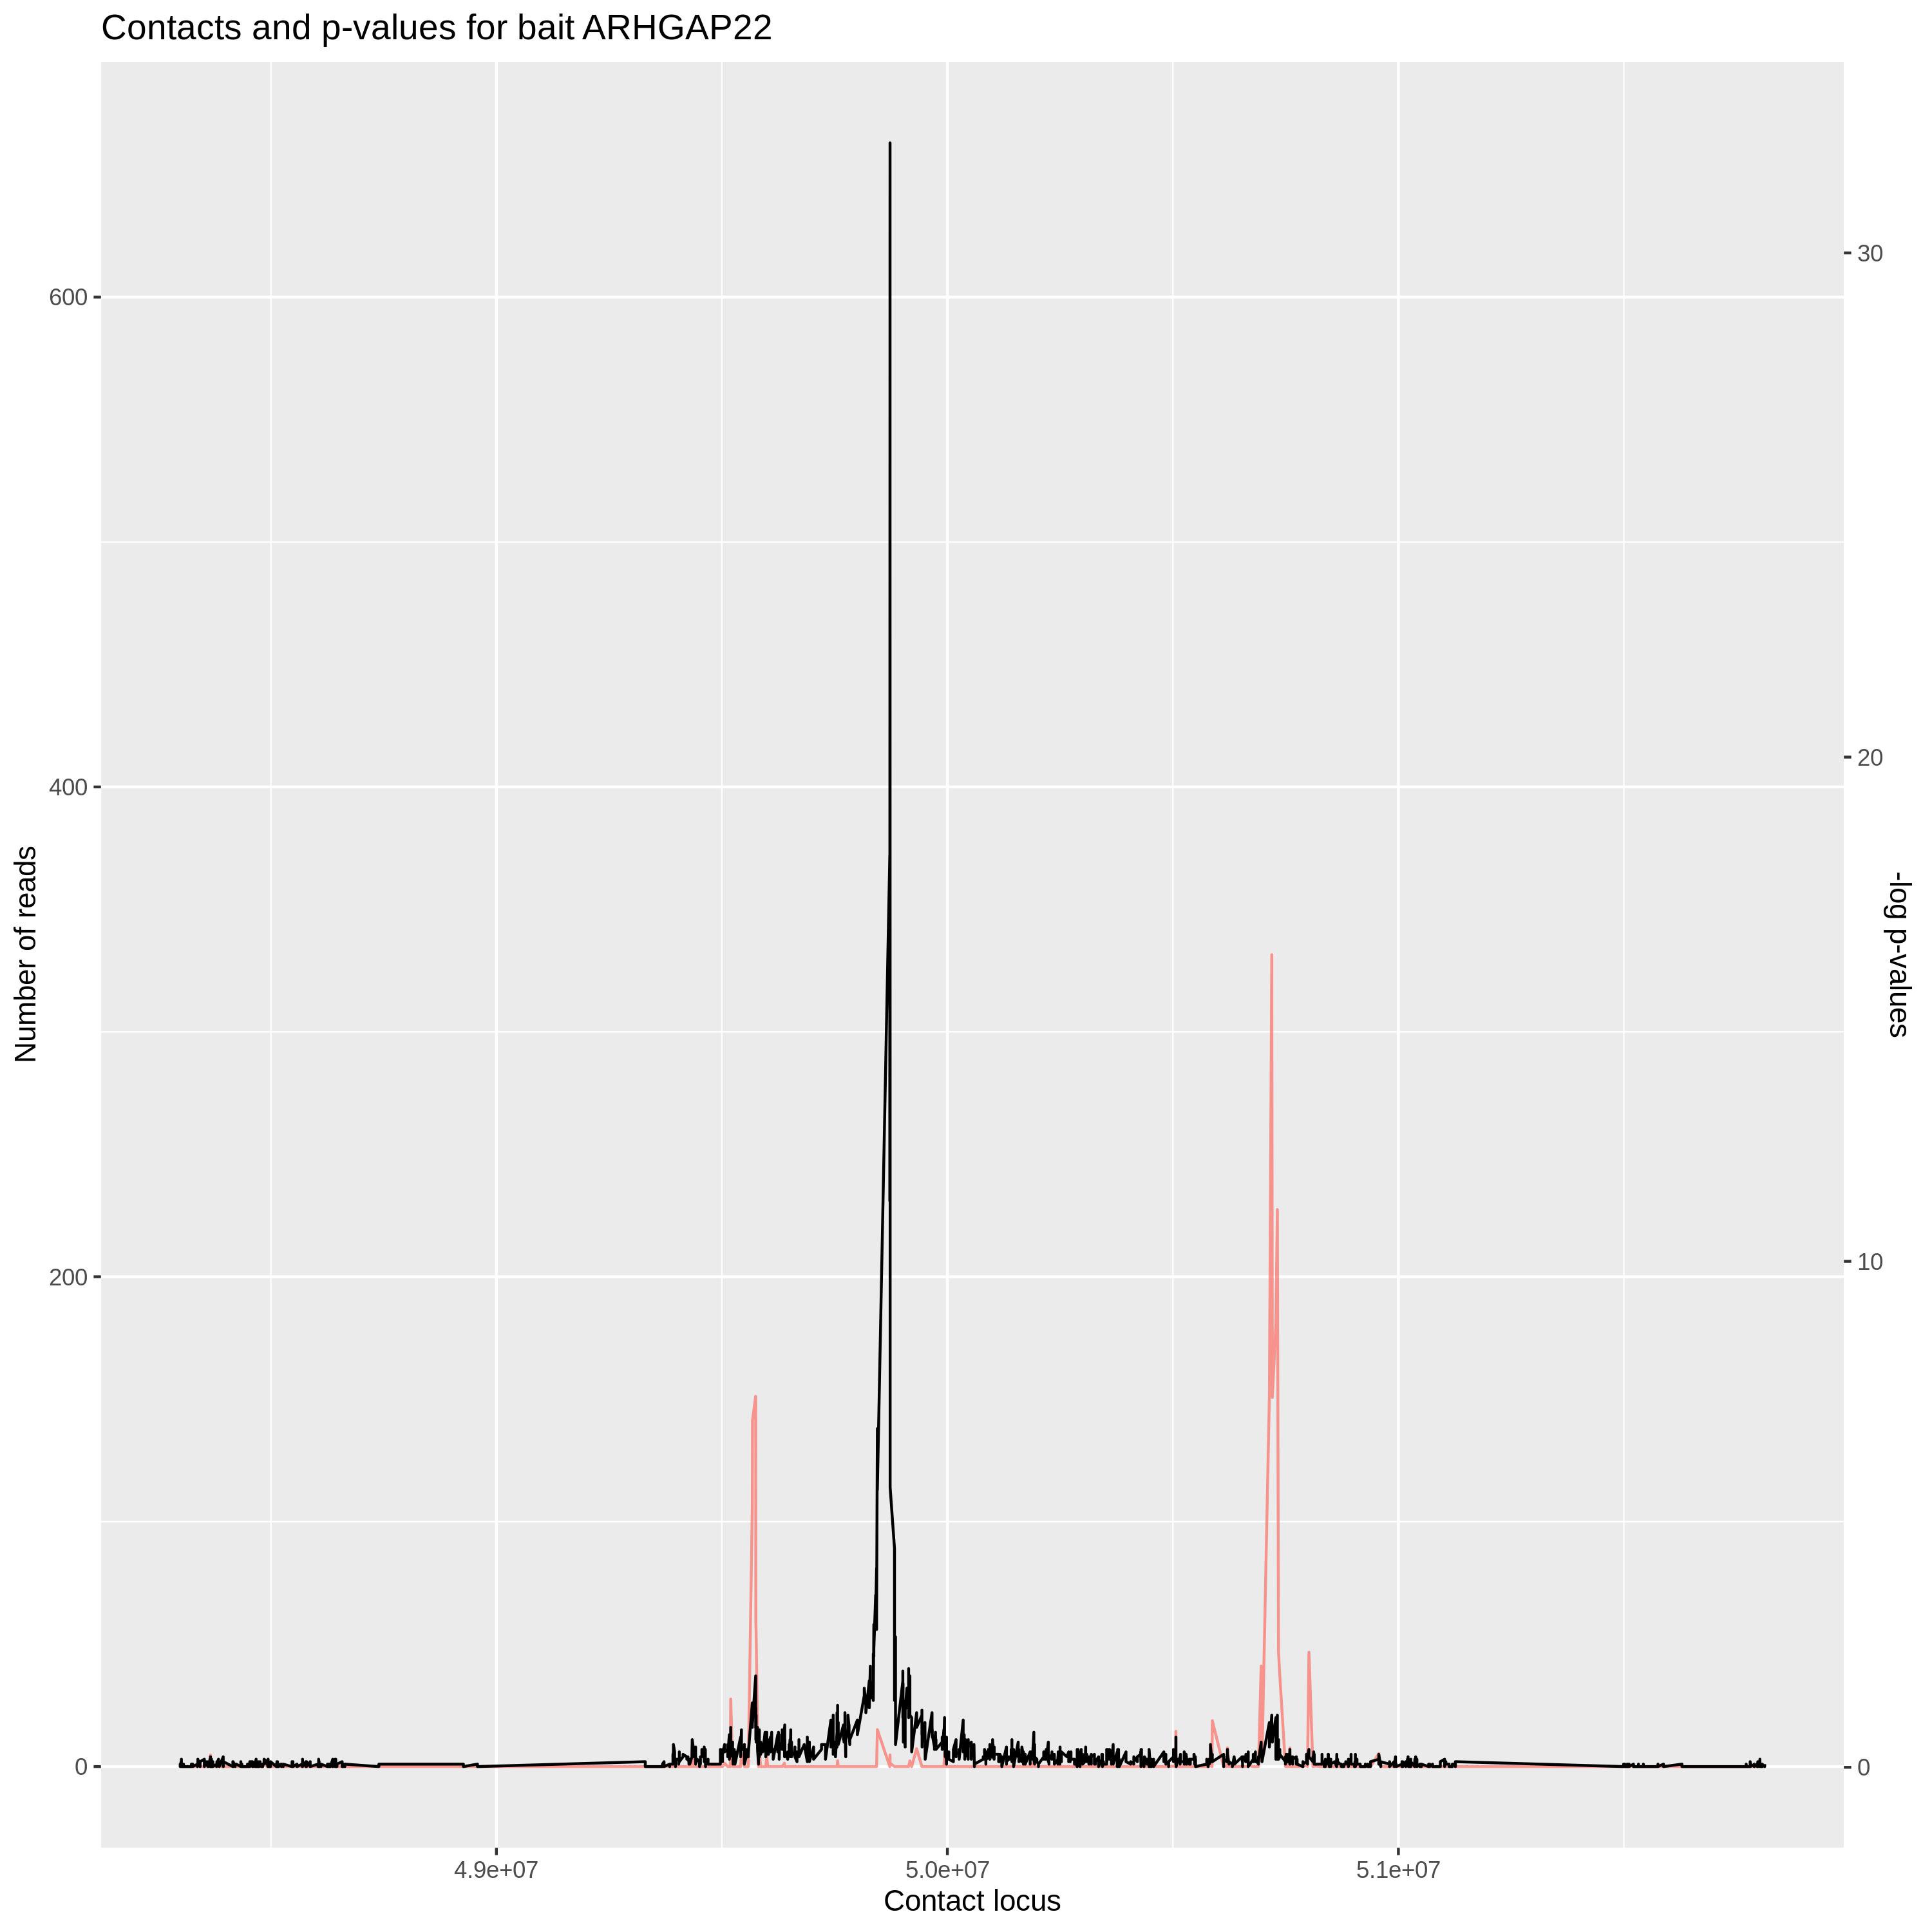 Contacts and p-values for bait ARHGAP22
600
400
200
0
Number of reads
30
20
10
0
-log p-values
4.9e+07
5.0e+07
5.1e+07
Contact locus